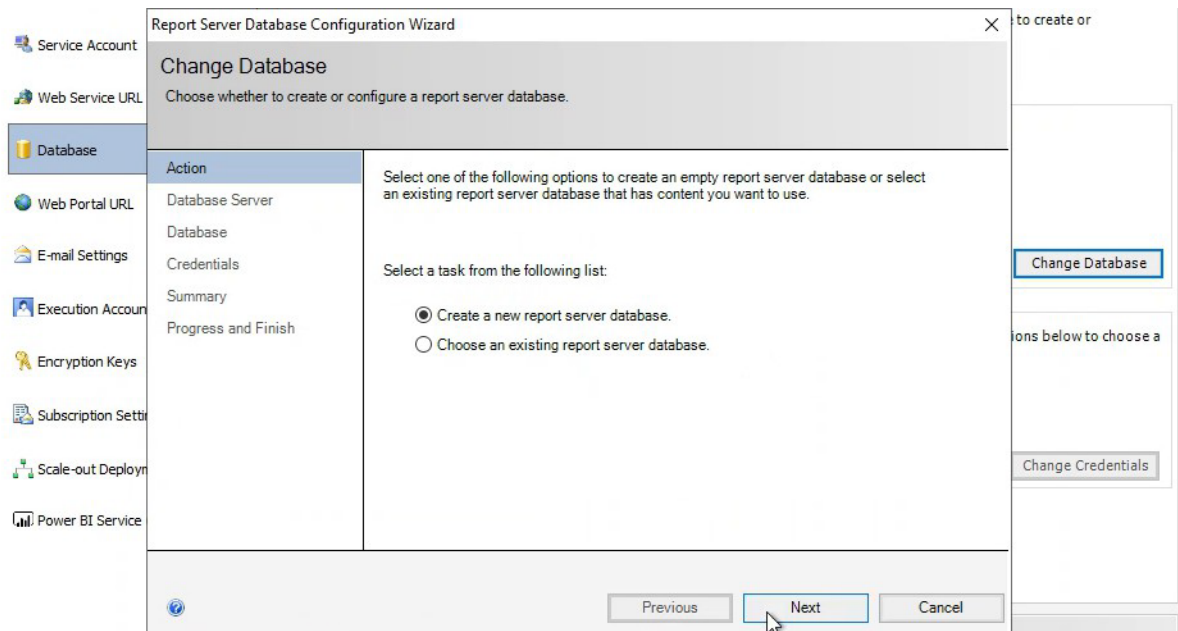 Report Server Database Configuration Wizard
Change Database
Choose whether to create or configure a report server database.
Service Account
Web Service URL
Database
Web Portal URL
E-mail Settings
Execution Accoun
Encryption Keys
Subscription Setti
Scale-out Deploym
Power BI Service
Action
Database Server
Database
Credentials
Summary
Progress and Finish
Select one of the following options to create an empty report server database or select
an existing report server database that has content you want to use.
Select a task from the following list:
Create a new report server database.
Choose an existing report server database.
Previous
Next
Cancel
to create or
Change Database
ions below to choose a
Change Credentials